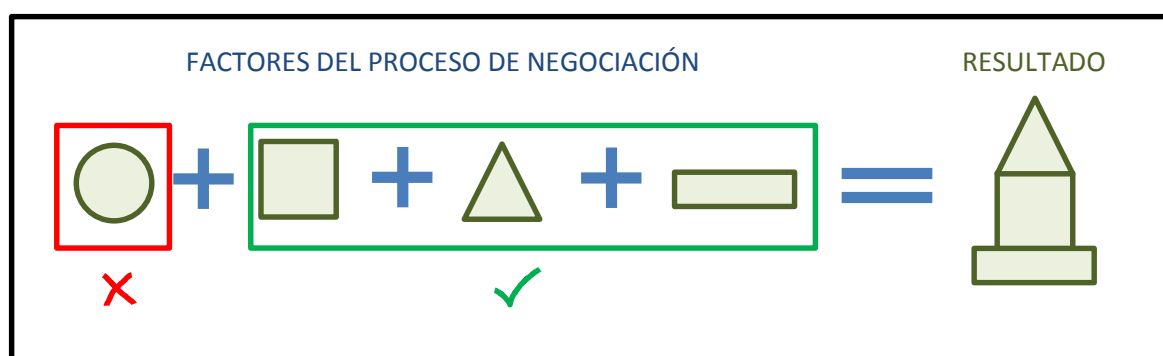 FACTORES DEL PROCESO DE NEGOCIACIÓN
RESULTADO